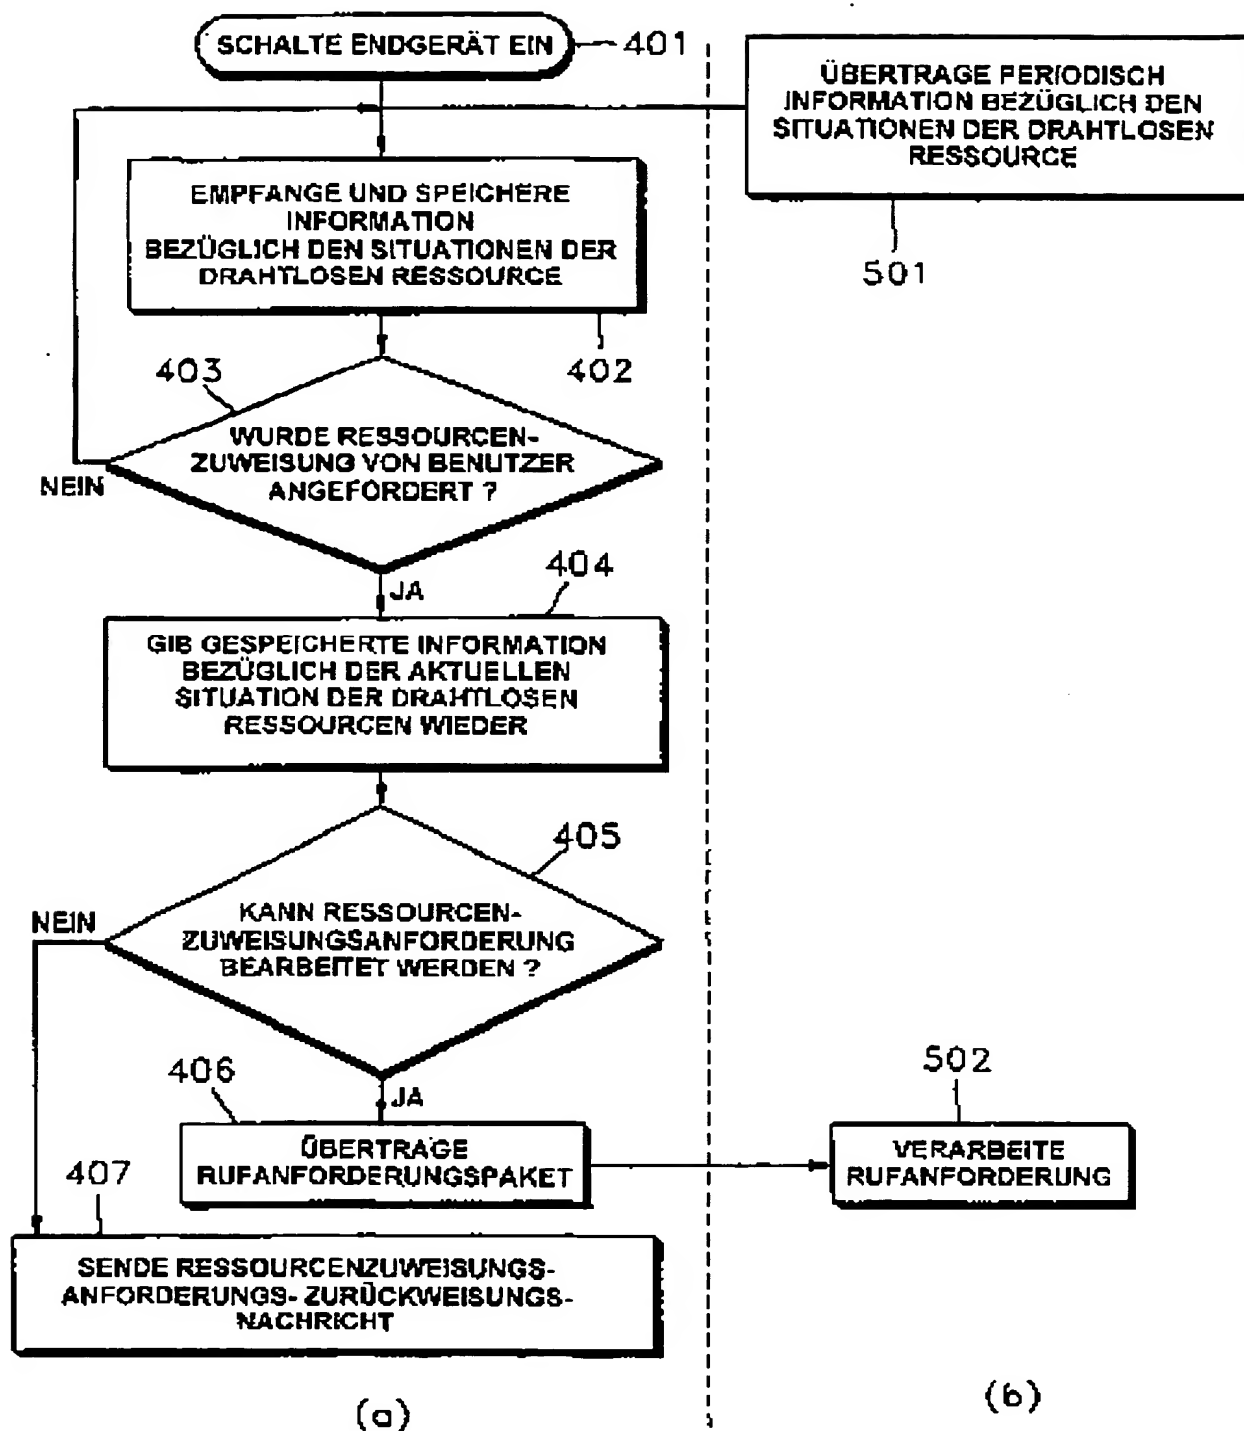 SCHALTE ENDGERÄT EIN
401
ÜBERTRAGE PERIODISCH
INFORMATION BEZÜGLICH DEN
SITUATIONEN DER DRAHTLOSEN
RESSOURCE
501
EMPFANGE UND SPEICHERE
INFORMATION
BEZÜGLICH DEN SITUATIONEN DER
DRAHTLOSEN RESSOURCE
402
403
WURDE RESSOURCEN-
ZUWEISUNG VON BENUTZER
ANGEFORDERT ?
NEIN
JA
404
GIB GESPEICHERTE INFORMATION
BEZÜGLICH DER AKTUELLEN
SITUATION DER DRAHTLOSEN
RESSOURCEN WIEDER
405
KANN RESSOURCEN-
ZUWEISUNGSANFORDERUNG
BEARBEITET WERDEN ?
NEIN
JA
406
ÜBERTRAGE
RUFANFORDERUNGSPAKET
502
VERARBEITE
RUFANFORDERUNG
407
SENDE RESSOURCENZUWEISUNGS-
ANFORDERUNGS- ZURÜCKWEISUNGS-
NACHRICHT
(a)
(b)